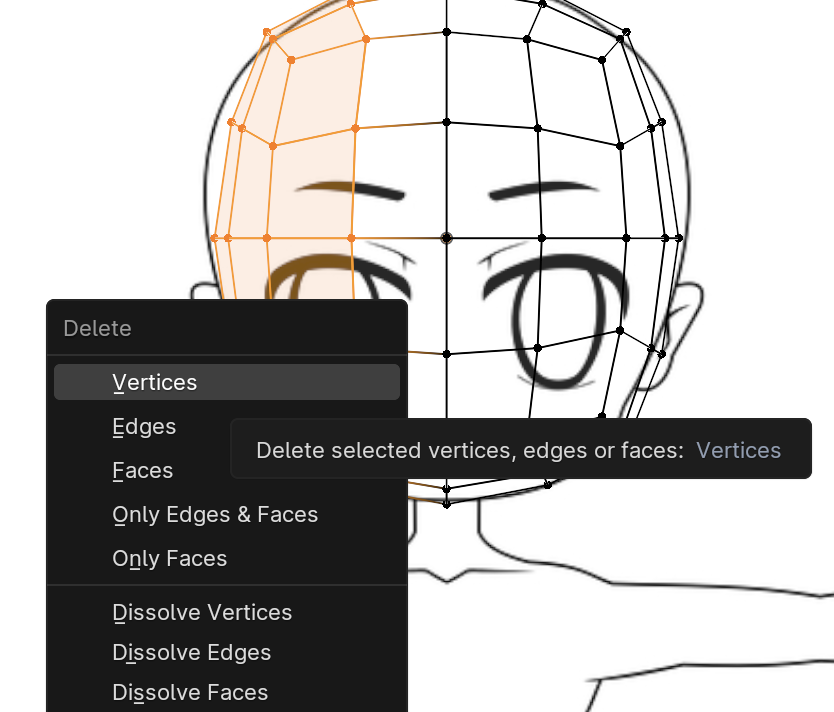 Delete
Vertices
Edges
Delete selected vertices, edges or faces: Vertices
Faces
Only Edges & Faces
Only Faces
Dissolve Vertices
Dissolve Edges
Dissolve Faces